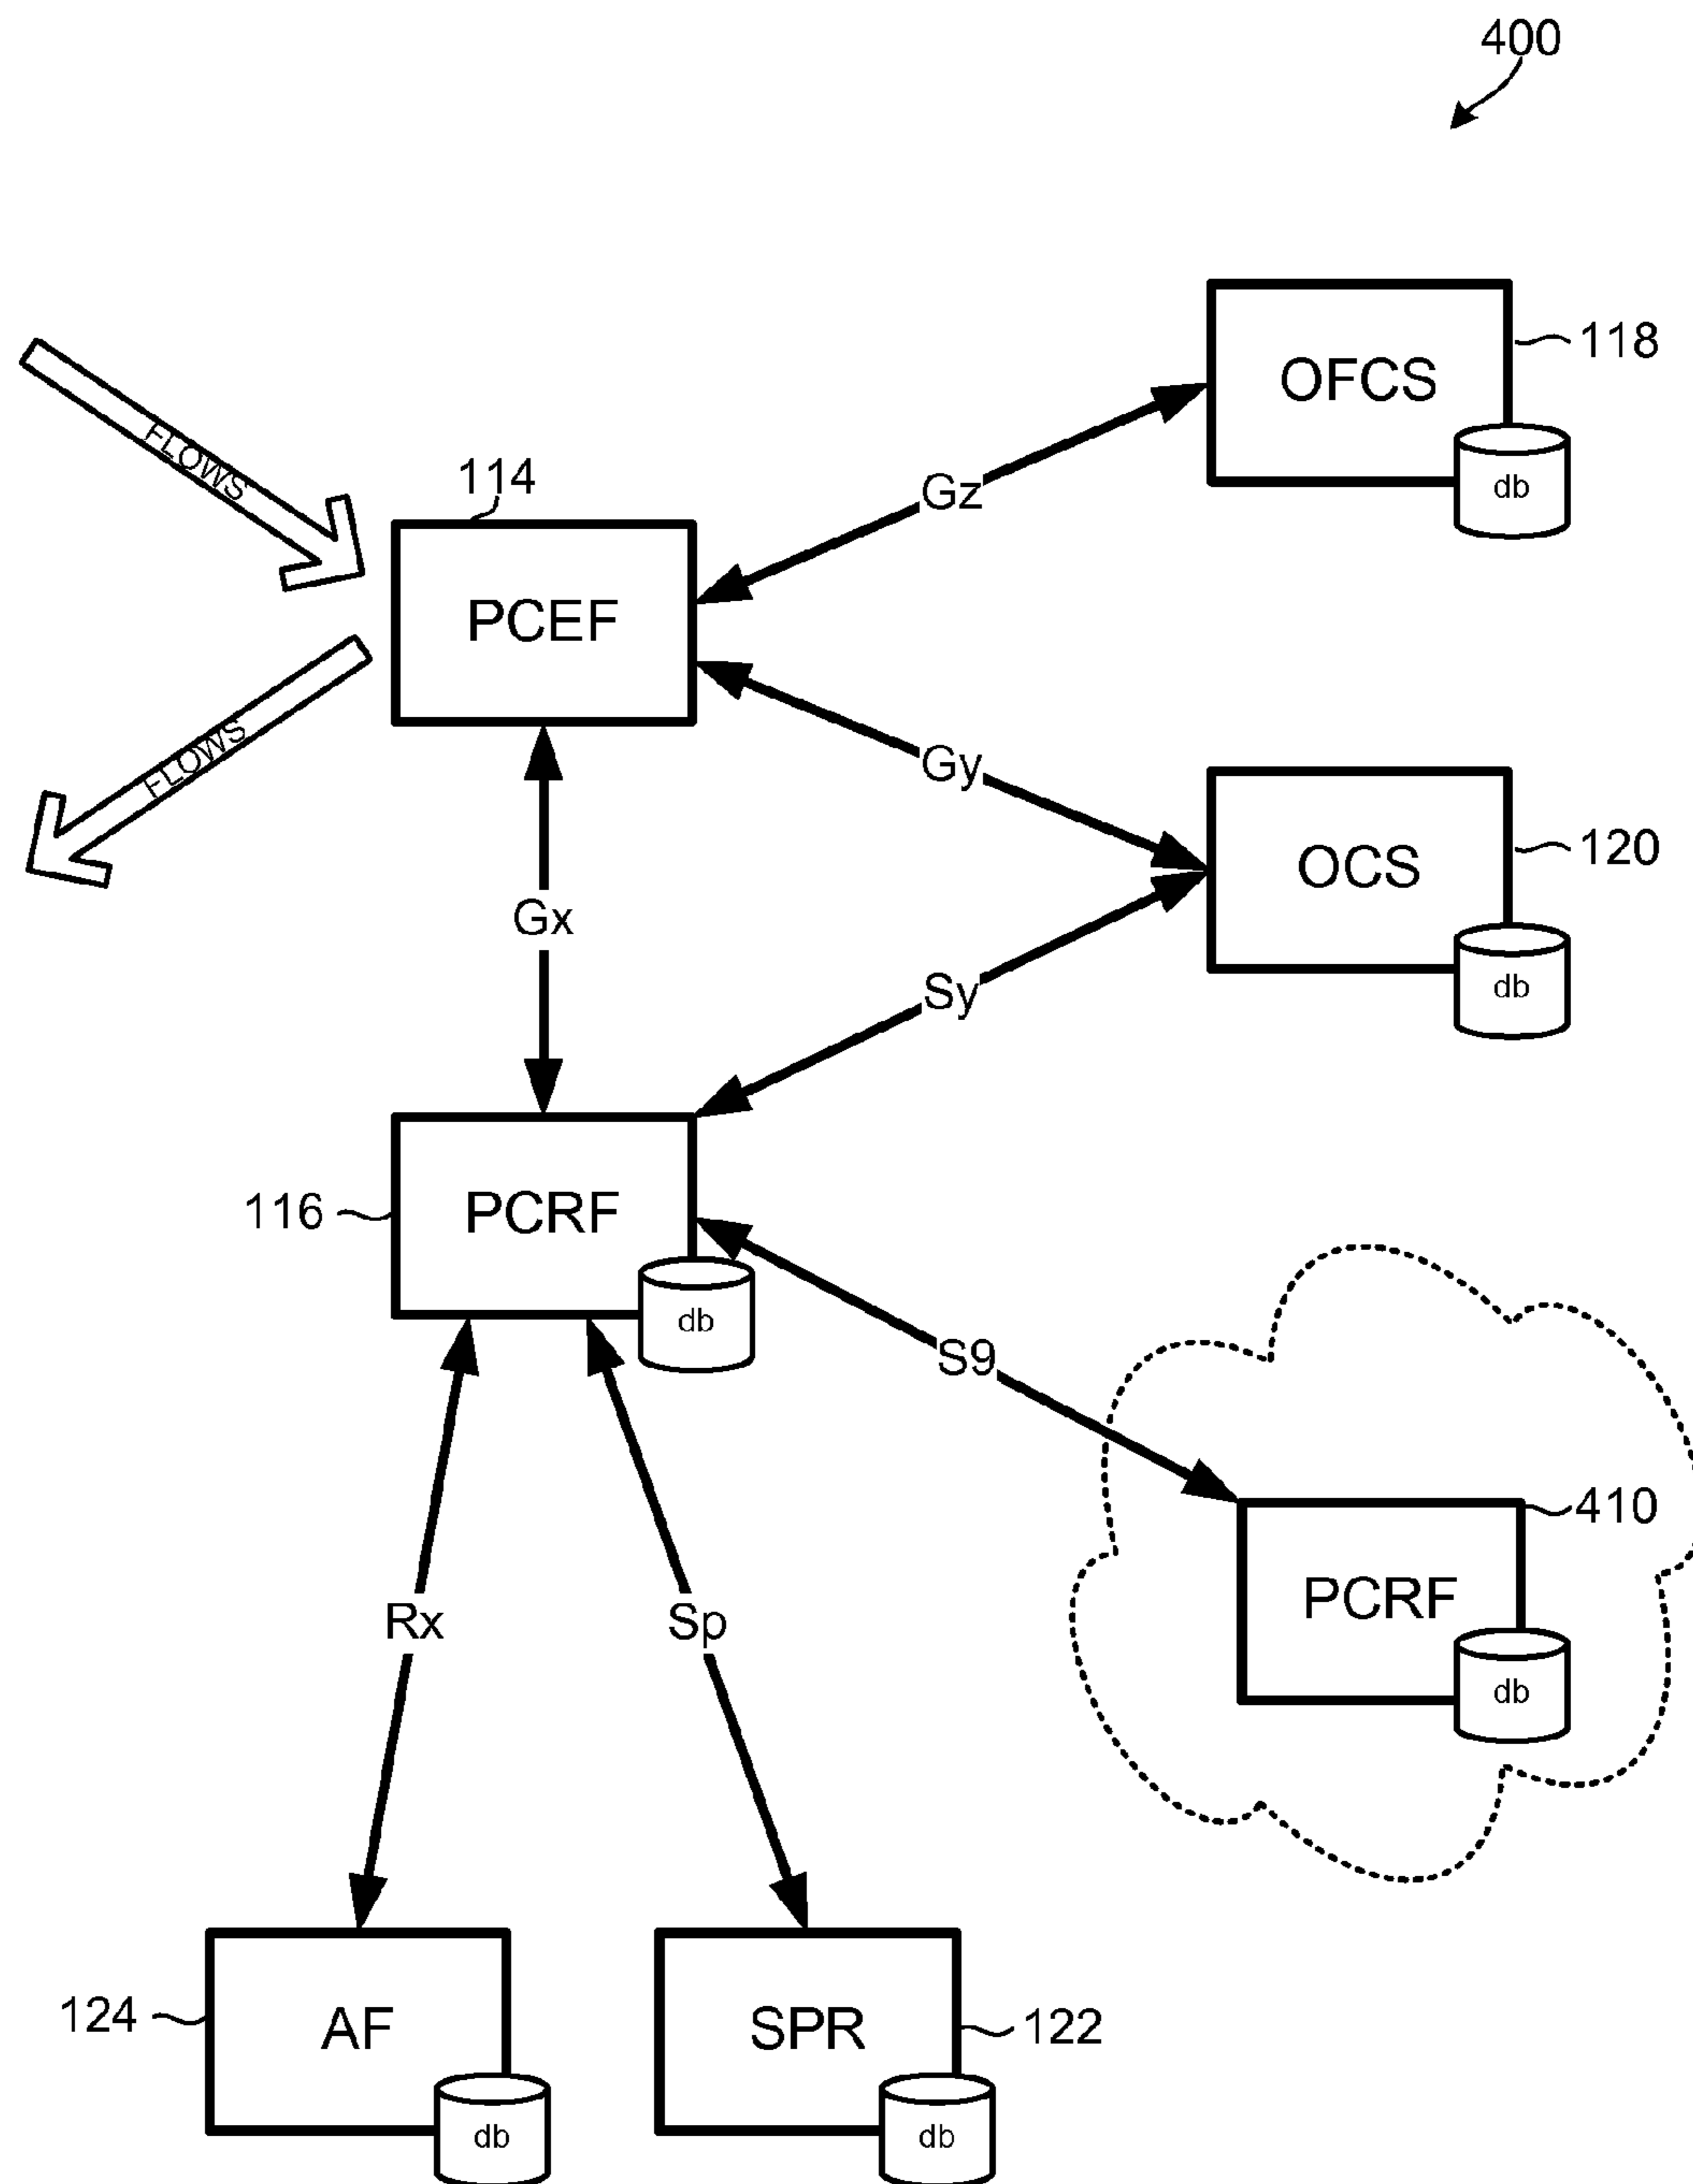 400
OFCS
118
db
FLOWS
114
Gz
PCEF
FLOWS
Gy
OCS
120
db
Gx
Sy
116
PCRF
db
S9
410
PCRF
db
Rx
Sp
124
AF
db
SPR
122
db